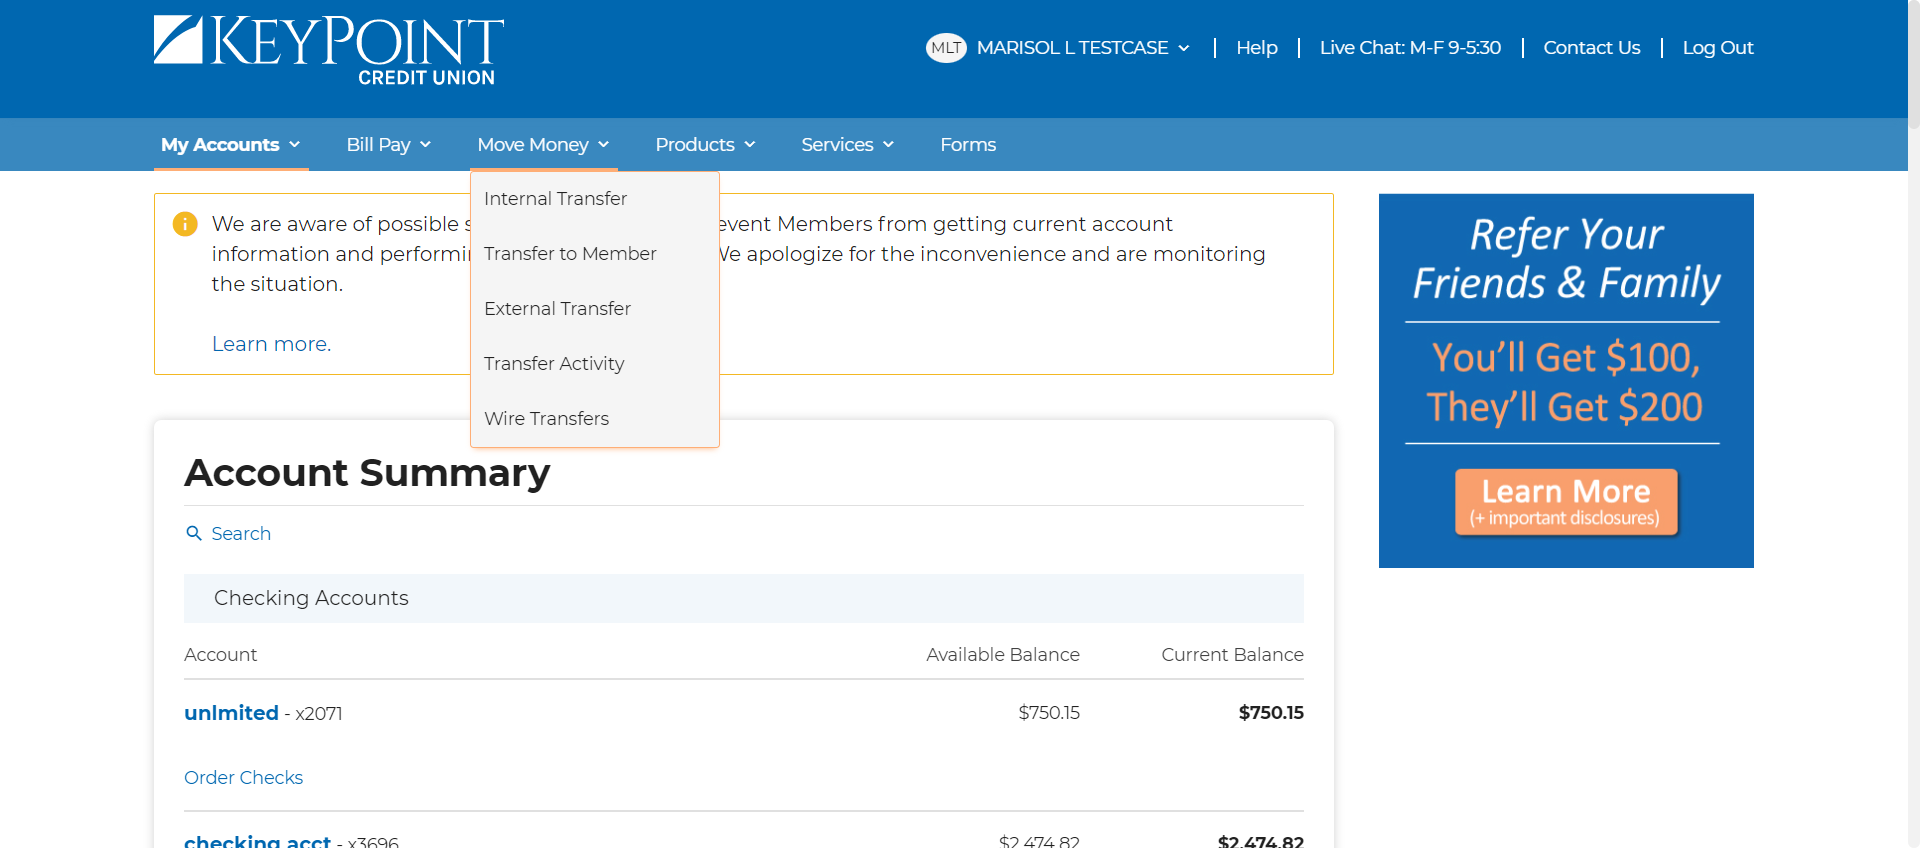 KEYPOINT
CREDIT UNION
MLT MARISOL L TESTCASE
Help
Live Chat: M-F 9-5:30
Contact Us
Log Out
My Accounts
Bill Pay
Move Money
Products
Services
Forms
Internal Transfer
Transfer to Member
External Transfer
Transfer Activity
Wire Transfers
We are aware of possible event Members from getting current account
information and We apologize for the inconvenience and are monitoring
the situation.
Learn more.
Refer Your
Friends & Family
You'll Get $100,
They'll Get $200
Learn More
(+ important disclosures)
Account Summary
Search
Checking Accounts
Account Available Balance Current Balance
unlmited - x2071 $750.15 $750.15
Order Checks
checking acct - x3696 $2,474.82 $2,474.82